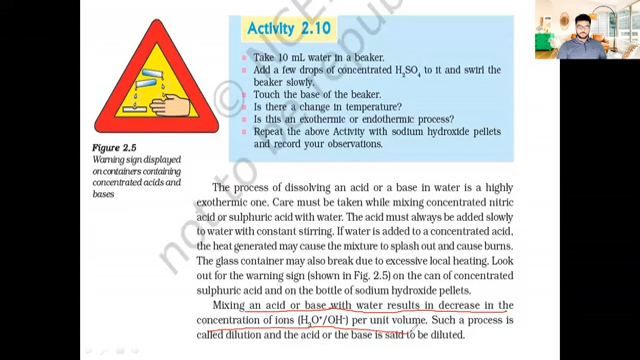 Activity 2.10
Take 10 mL water in a beaker.
Add a few drops of concentrated H₂SO₄ to it and swirl the
beaker slowly.
Touch the base of the beaker.
Is there a change in temperature?
Is this an exothermic or endothermic process?
Repeat the above Activity with sodium hydroxide pellets
and record your observations.
Figure 2.5
Warning sign displayed
on containers containing
concentrated acids and
bases
The process of dissolving an acid or a base in water is a highly
exothermic one. Care must be taken while mixing concentrated nitric
acid or sulphuric acid with water. The acid must always be added slowly
to water with constant stirring. If water is added to a concentrated acid,
the heat generated may cause the mixture to splash out and cause burns.
The glass container may also break due to excessive local heating. Look
out for the warning sign (shown in Fig. 2.5) on the can of concentrated
sulphuric acid and on the bottle of sodium hydroxide pellets.
Mixing an acid or base with water results in decrease in the
concentration of ions (H₃O⁺/OH⁻) per unit volume. Such a process is
called dilution and the acid or the base is said to be diluted.
not to be republi